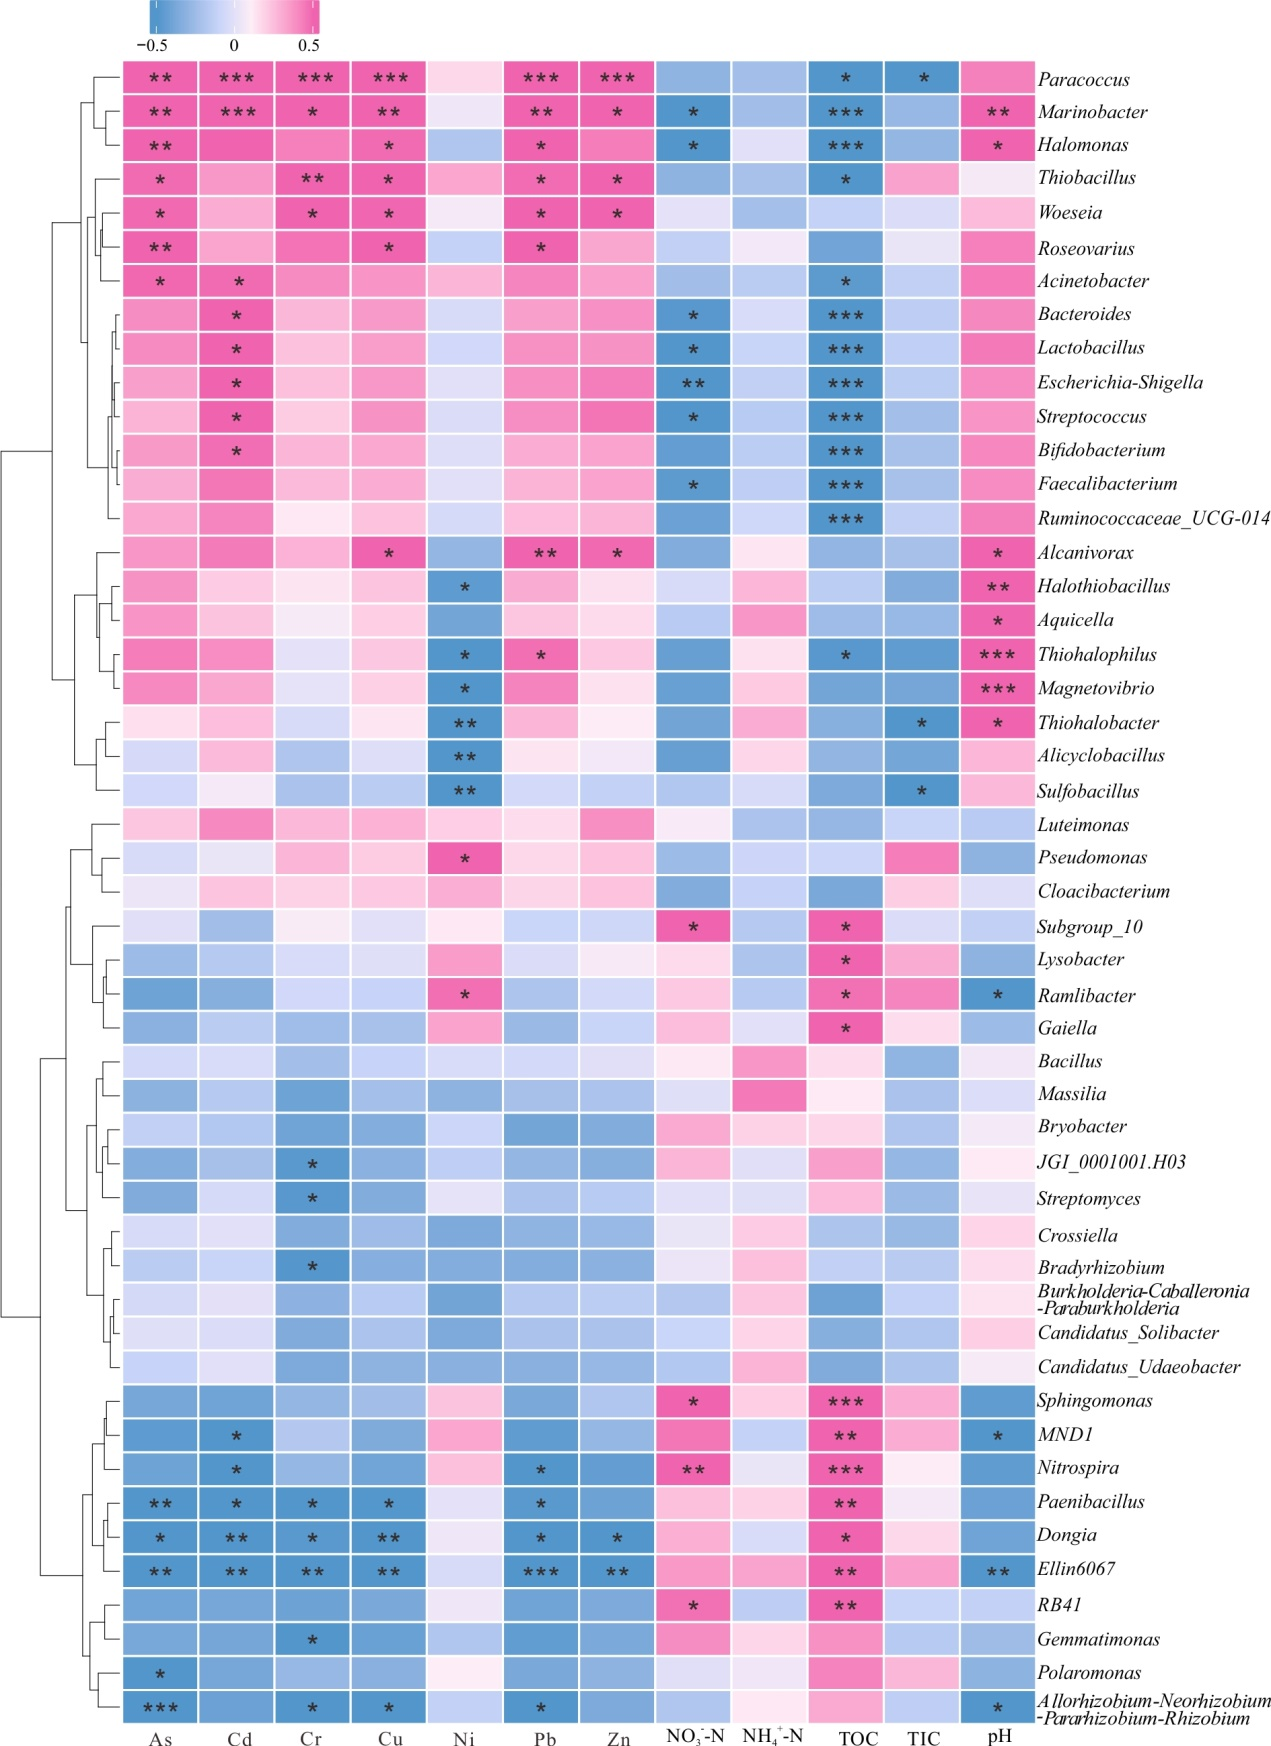 −0.5 0 0.5
** *** *** *** *** *** * * Paracoccus
** *** * ** ** * * *** ** Marinobacter
** * * * *** * Halomonas
* ** * * * * Thiobacillus
* * * * * Woeseia
** * * Roseovarius
* * * Acinetobacter
* * *** Bacteroides
* * *** Lactobacillus
* ** *** Escherichia-Shigella
* * *** Streptococcus
* *** Bifidobacterium
* *** Faecalibacterium
*** Ruminococcaceae_UCG-014
* ** * * Alcanivorax
* ** Halothiobacillus
* Aquicella
* * * *** Thiohalophilus
* *** Magnetovibrio
** * * Thiohalobacter
** Alicyclobacillus
** * Sulfobacillus
Luteimonas
* Pseudomonas
Cloacibacterium
* * Subgroup_10
* Lysobacter
* * * Ramlibacter
* Gaiella
Bacillus
Massilia
Bryobacter
* JGI_0001001.H03
* Streptomyces
Crossiella
* Bradyrhizobium
Burkholderia-Caballeronia
-Paraburkholderia
Candidatus_Solibacter
Candidatus_Udaeobacter
* *** Sphingomonas
* ** * MND1
* * ** *** Nitrospira
** * * * * ** Paenibacillus
* ** * ** * * * Dongia
** ** ** ** *** ** ** ** Ellin6067
* ** RB41
* Gemmatimonas
* Polaromonas
*** * * * * Allorhizobium-Neorhizobium
-Pararhizobium-Rhizobium
As Cd Cr Cu Ni Pb Zn NO₃⁻-N NH₄⁺-N TOC TIC pH